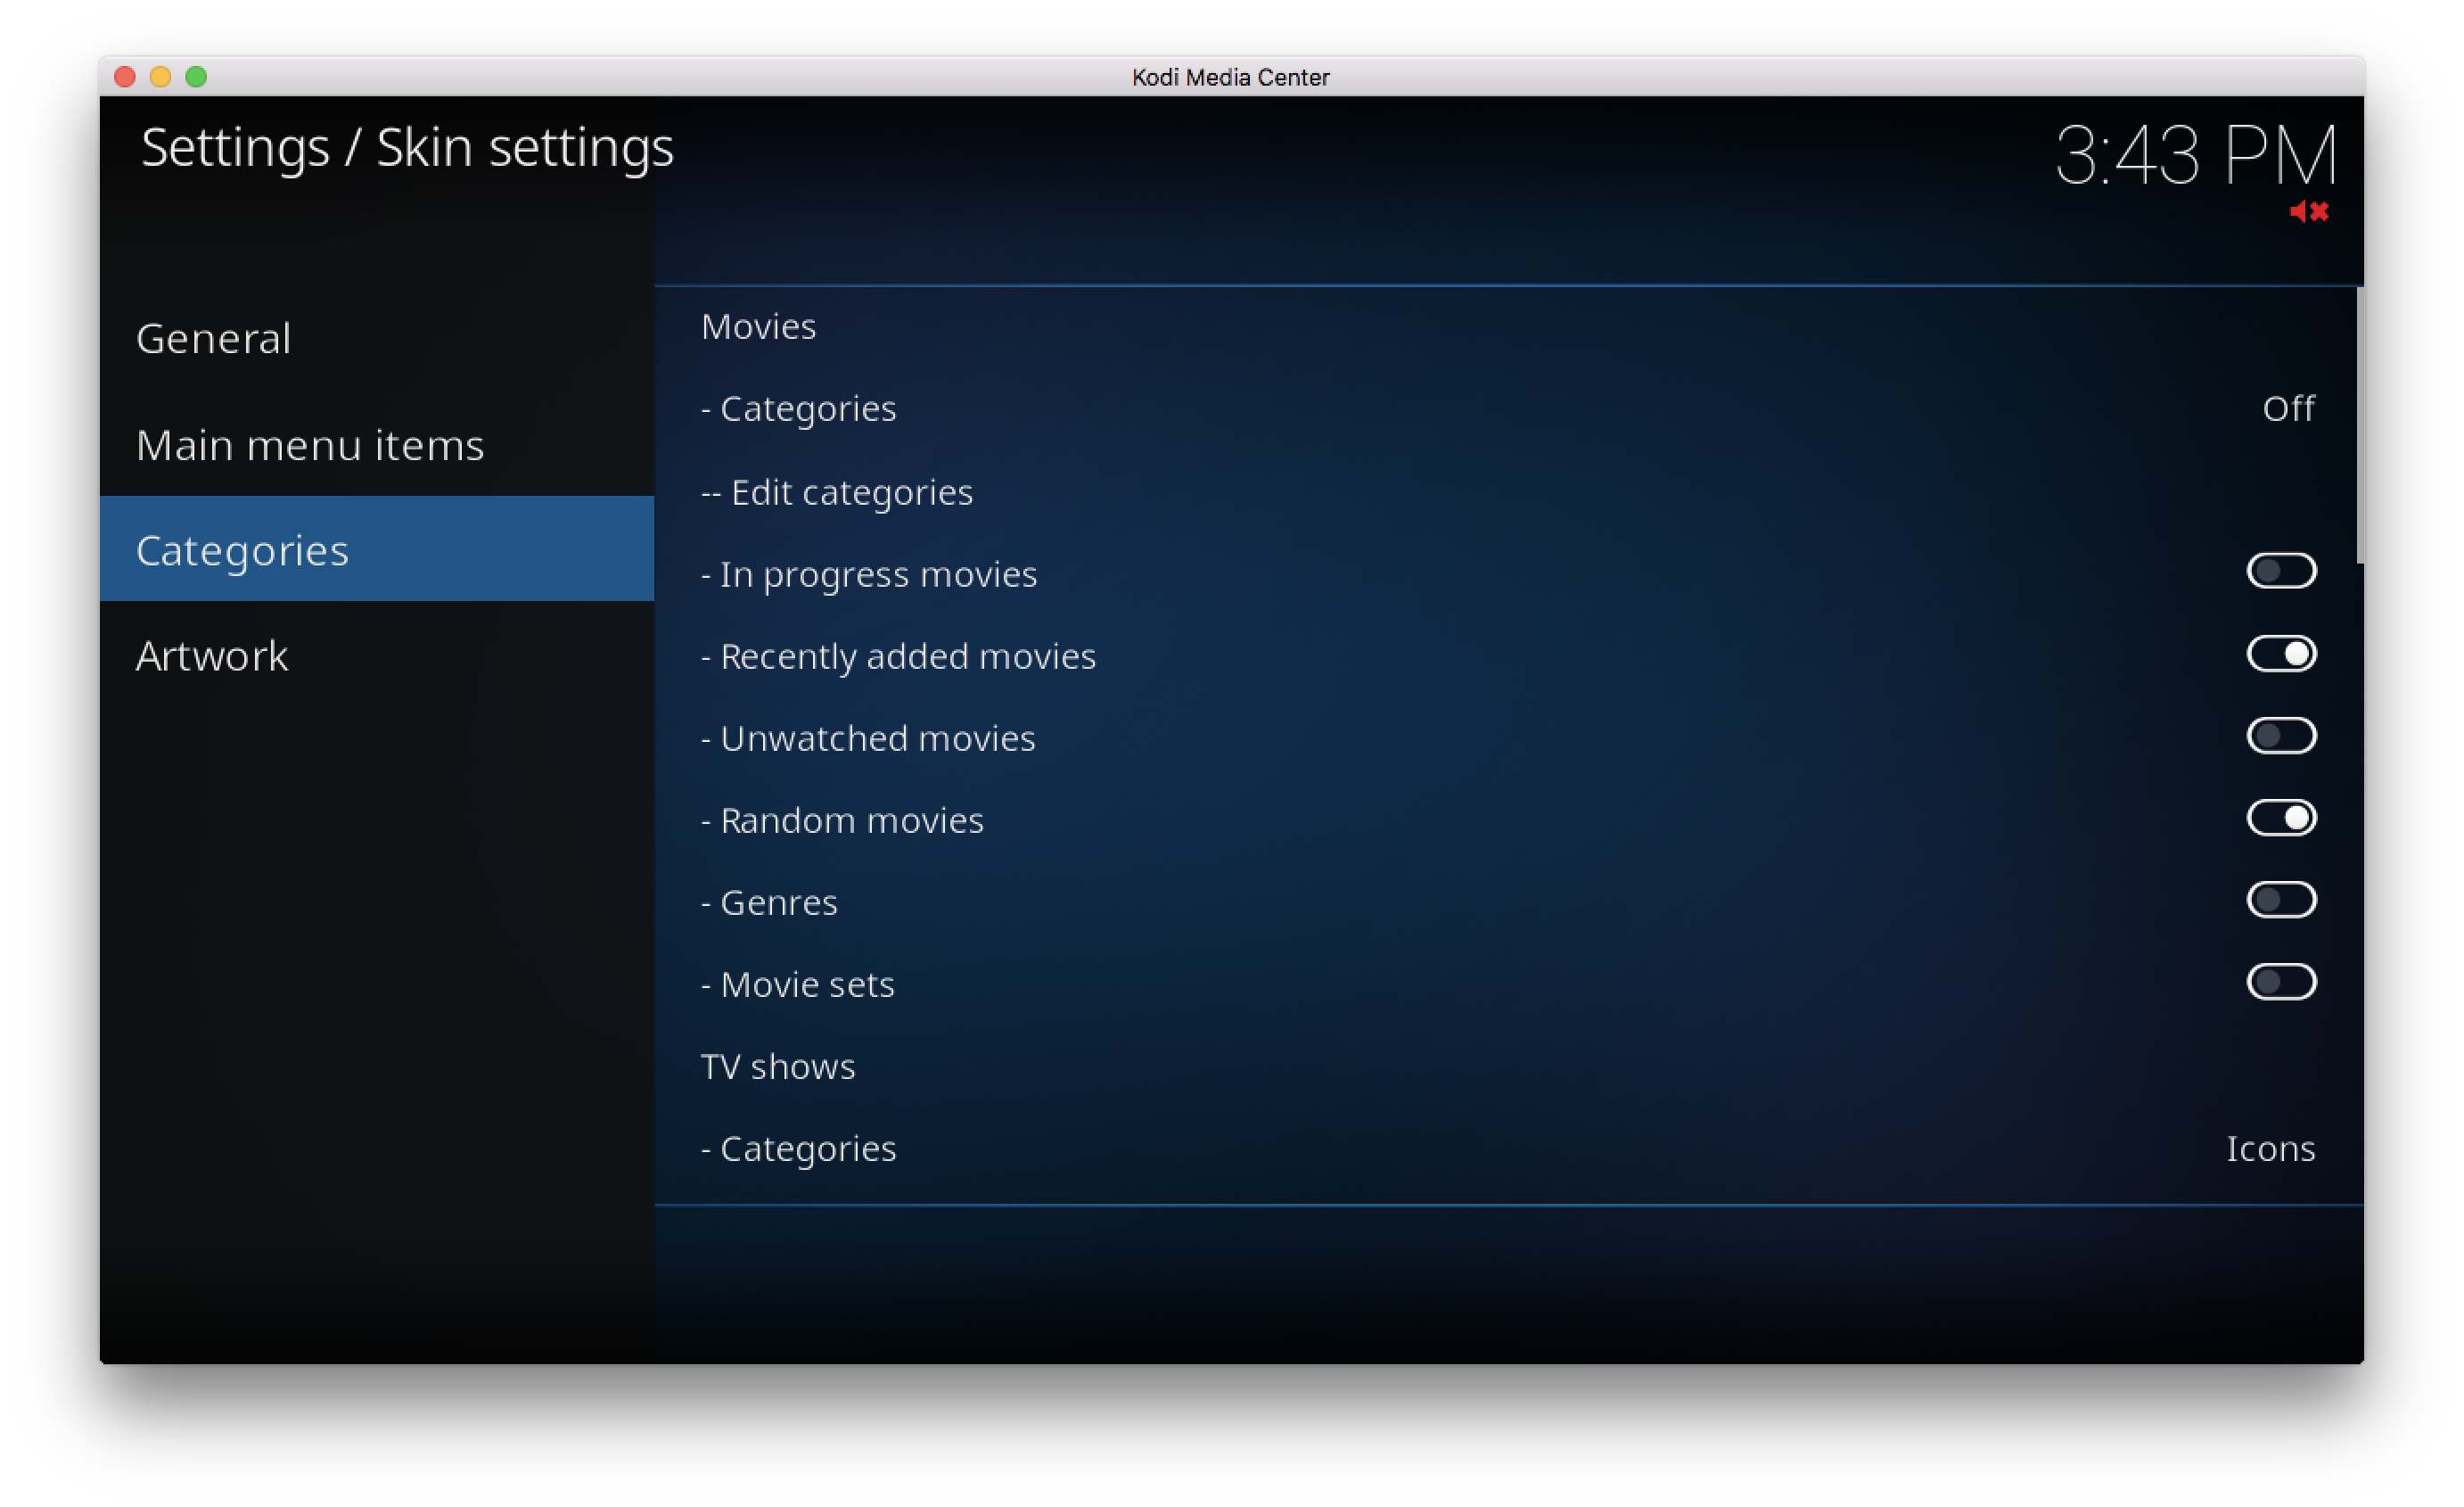 Kodi Media Center
Settings / Skin settings
3:43 PM
General
Main menu items
Categories
Artwork
Movies
- Categories Off
-- Edit categories
- In progress movies
- Recently added movies
- Unwatched movies
- Random movies
- Genres
- Movie sets
TV shows
- Categories Icons